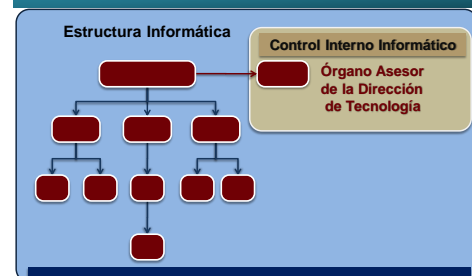 Estructura Informática
Control Interno Informático
Órgano Asesor
de la Dirección
de Tecnología